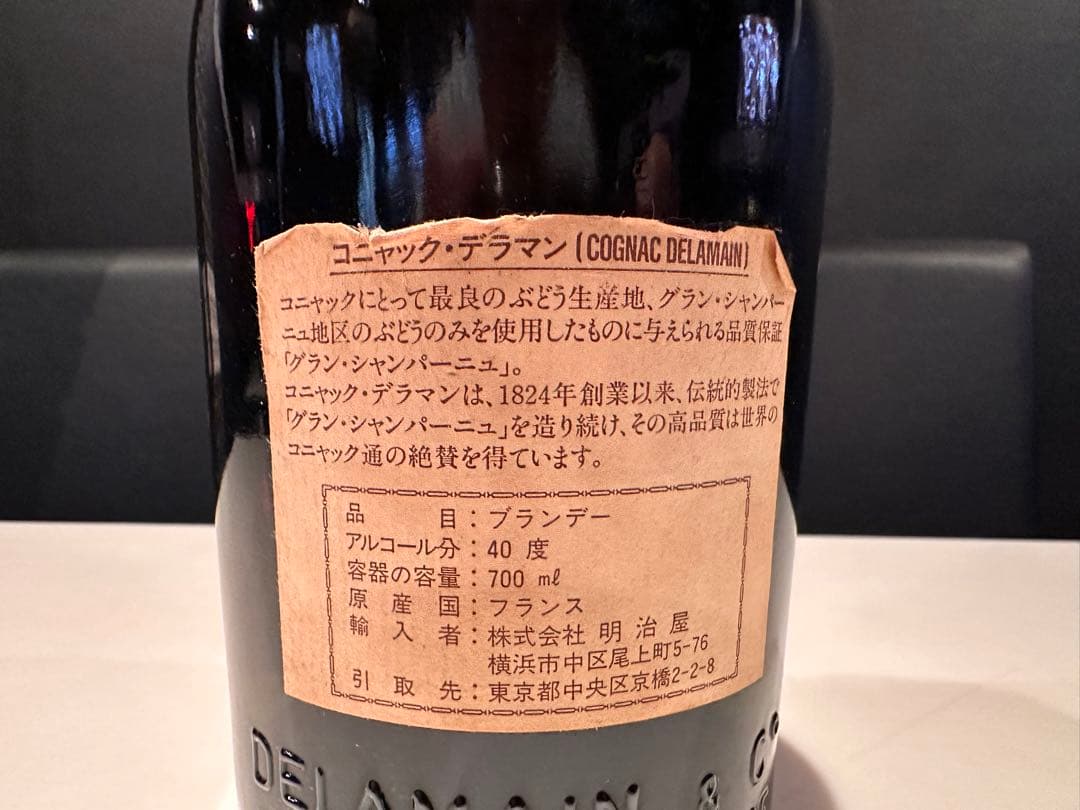 コニャック・デラマン(COGNAC DELAMAIN)
コニャックにとって最良のぶどう生産地、グラン・シャンパー
ニュ地区のぶどうのみを使用したものに与えられる品質保証
「グラン・シャンパーニュ」。
コニャック・デラマンは、1824年創業以来、伝統的製法で
「グラン・シャンパーニュ」を造り続け、その高品質は世界の
コニャック通の絶賛を得ています。
品目:ブランデー
アルコール分:40度
容器の容量:700 mℓ
原産国:フランス
輸入者:株式会社 明治屋
横浜市中区尾上町5-76
引取先:東京都中央区京橋2-2-8
DELAMAIN & Cº